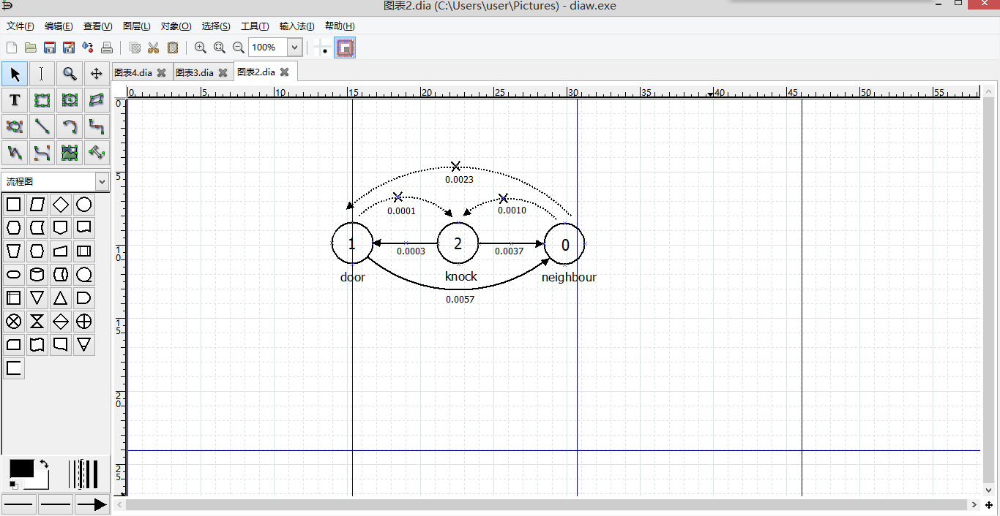 图表2.dia (C:\Users\user\Pictures) - diaw.exe
文件(F) 编辑(E) 查看(V) 图层(L) 对象(O) 选择(S) 工具(T) 输入法(I) 帮助(H)
100%
图表4.dia 图表3.dia 图表2.dia
T
0 5 10 15 20 25 30 35 40 45 50 55
0
5
10
15
20
25
流程图
0.0023
0.0001 0.0010
1 2 0
0.0003 0.0037
door knock neighbour
0.0057